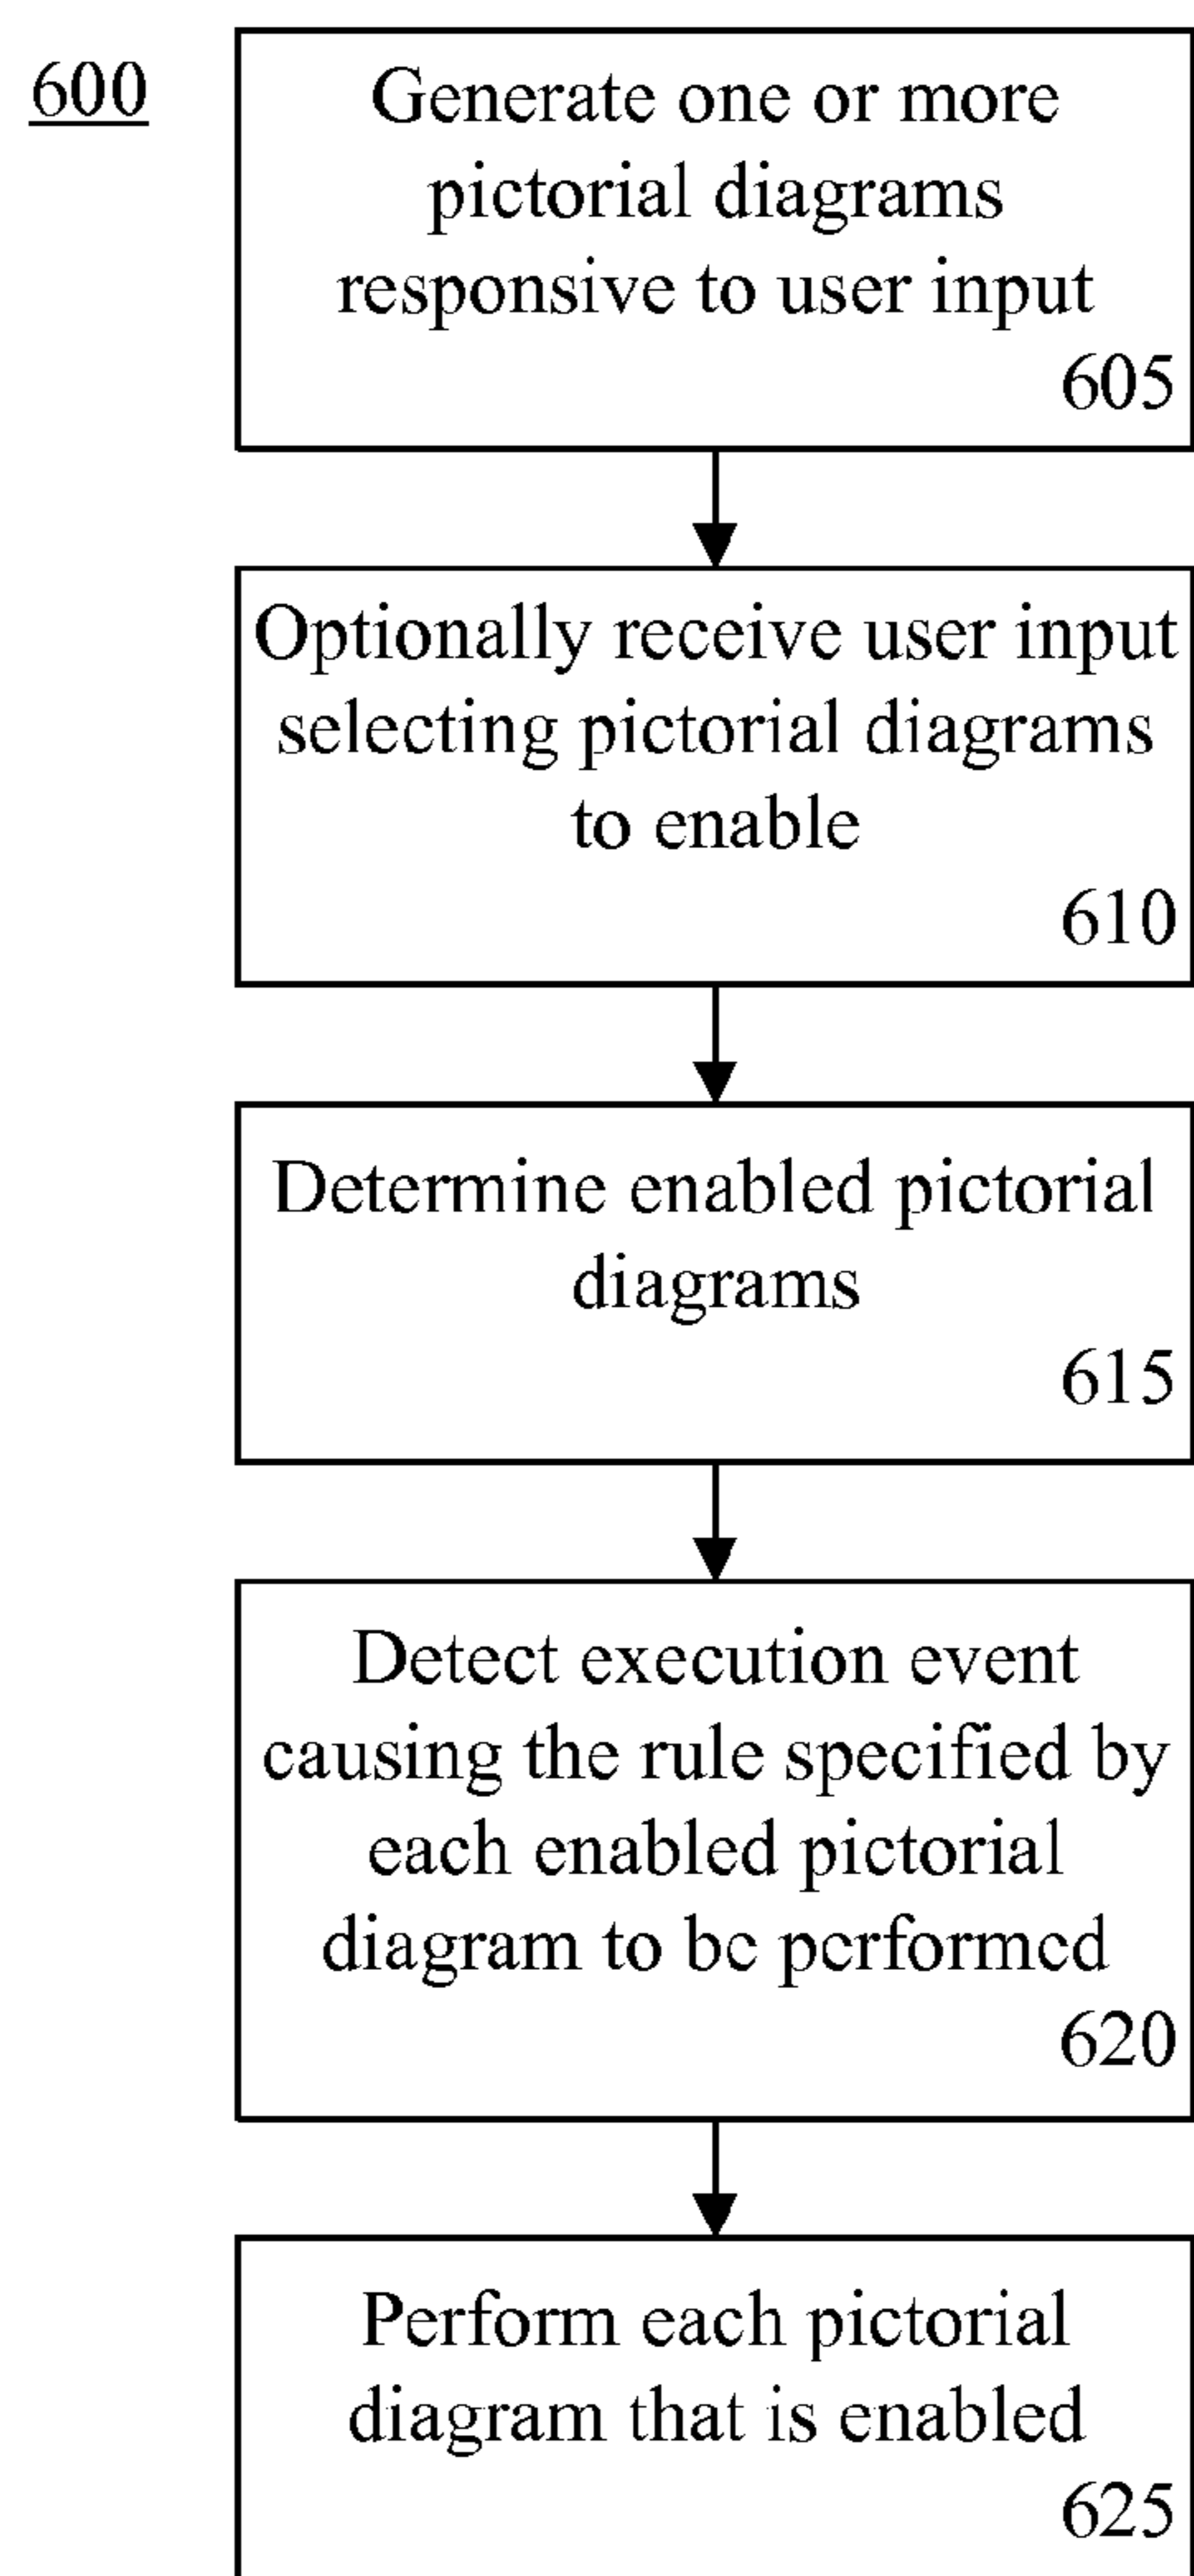 600
Generate one or more
pictorial diagrams
responsive to user input
605
Optionally receive user input
selecting pictorial diagrams
to enable
610
Determine enabled pictorial
diagrams
615
Detect execution event
causing the rule specified by
each enabled pictorial
diagram to be performed
620
Perform each pictorial
diagram that is enabled
625